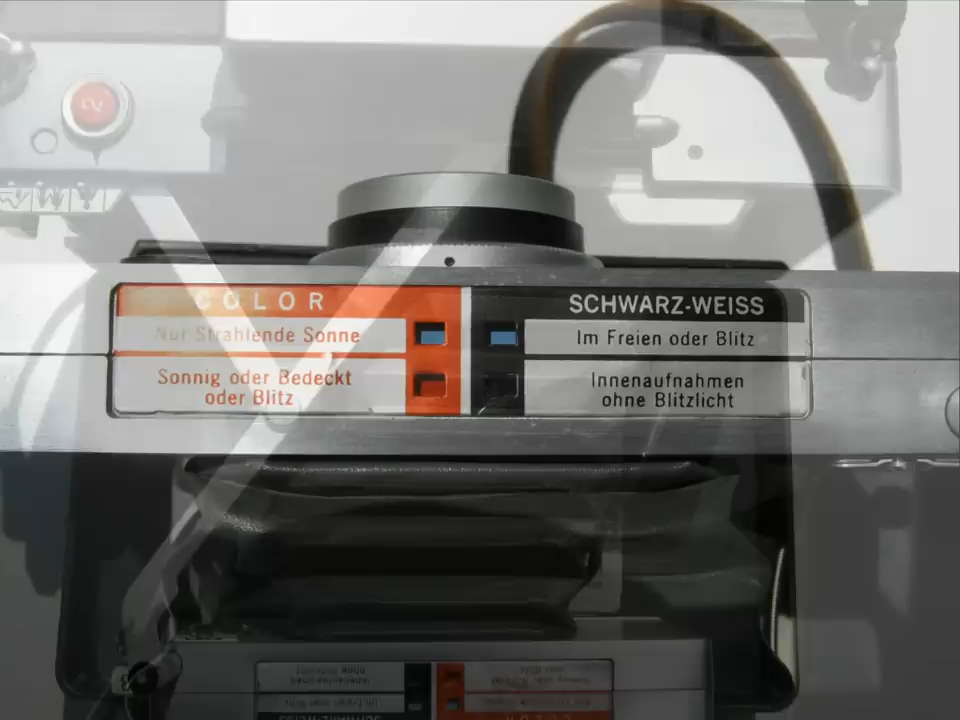 COLOR
SCHWARZ-WEISS
Nur Strahlende Sonne
Im Freien oder Blitz
Sonnig oder Bedeckt
oder Blitz
Innenaufnahmen
ohne Blitzlicht